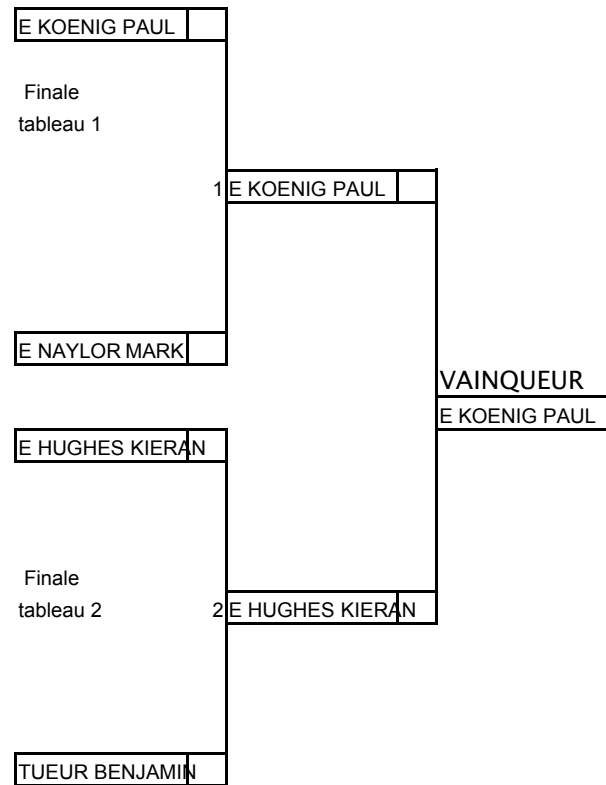 E KOENIG PAUL
Finale
tableau 1
1 E KOENIG PAUL
E NAYLOR MARK
VAINQUEUR
E KOENIG PAUL
E HUGHES KIERAN
Finale
tableau 2
2 E HUGHES KIERAN
TUEUR BENJAMIN